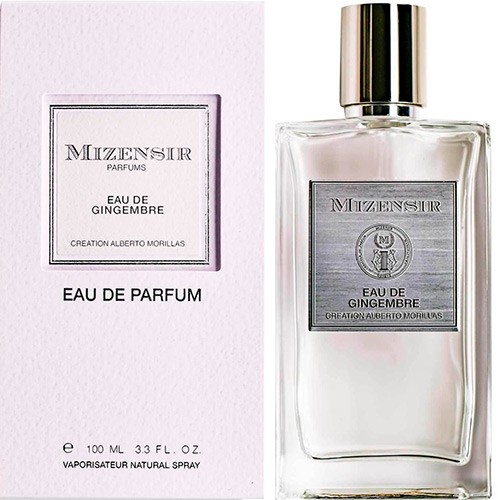 MIZENSIR
PARFUMS
EAU DE
GINGEMBRE
CREATION ALBERTO MORILLAS
EAU DE PARFUM
℮ 100 ML 3.3 FL. OZ.
VAPORISATEUR NATURAL SPRAY
MIZENSIR
M
EAU DE
GINGEMBRE
CREATION ALBERTO MORILLAS